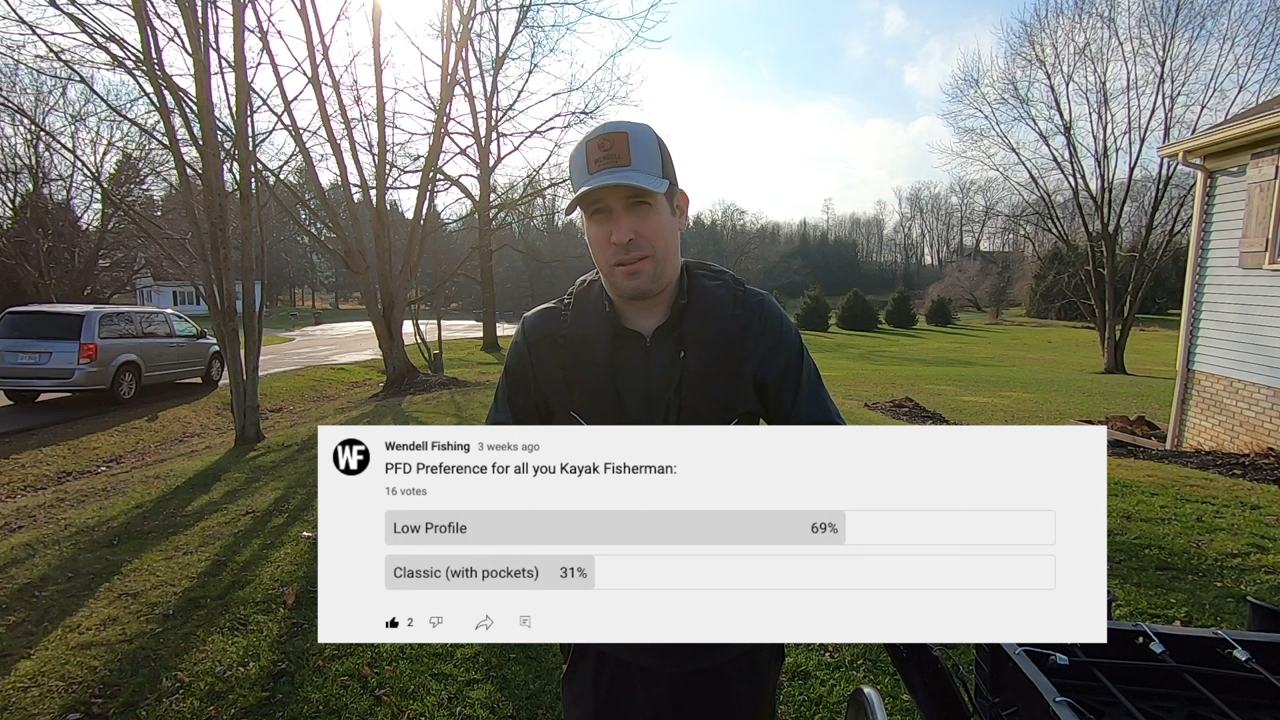 WENDELL
WF
Wendell Fishing 3 weeks ago
PFD Preference for all you Kayak Fisherman:
16 votes
Low Profile 69%
Classic (with pockets) 31%
2